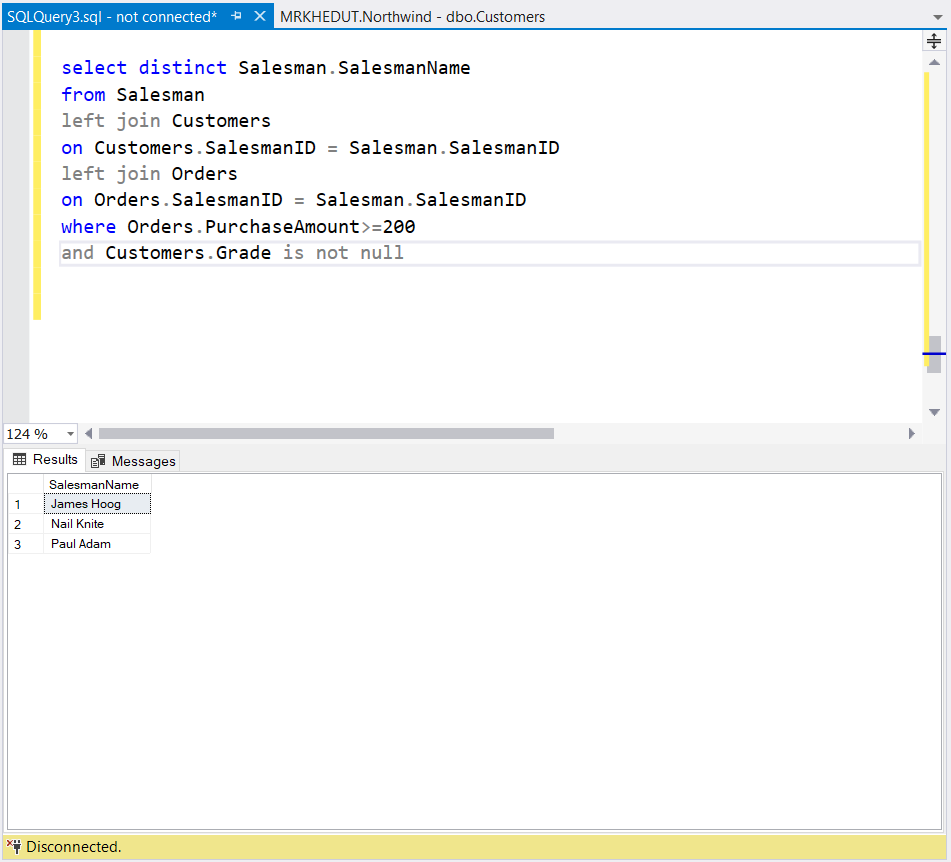 SQLQuery3.sql - not connected* MRKHEDUT.Northwind - dbo.Customers
select distinct Salesman.SalesmanName
from Salesman
left join Customers
on Customers.SalesmanID = Salesman.SalesmanID
left join Orders
on Orders.SalesmanID = Salesman.SalesmanID
where Orders.PurchaseAmount>=200
and Customers.Grade is not null
124 %
Results Messages
SalesmanName
1 James Hoog
2 Nail Knite
3 Paul Adam
Disconnected.